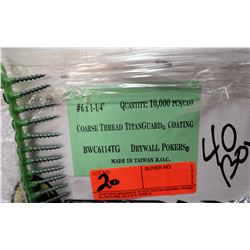 #6 x 1-1/4" QUANTITY: 10,000 PCS/CASE
COARSE THREAD TITANGUARD® COATING
BWC6114TG DRYWALL POKERS®
MADE IN TAIWAN R.O.C.
LOT NO. 20 BUYER NO.
40